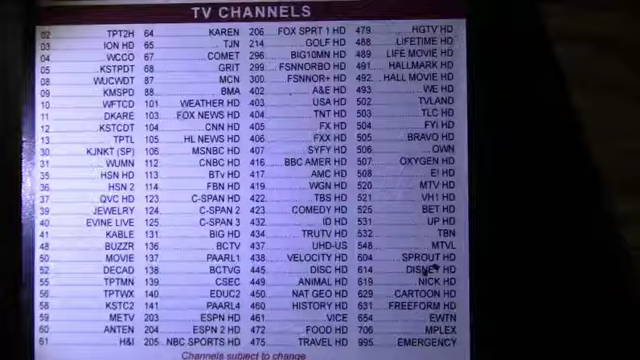 TV CHANNELS
02 TPT2H 64 KAREN 206 FOX SPRT 1 HD 479 HGTV HD
03 ION HD 65 TJN 214 GOLF HD 488 LIFETIME HD
04 WCCO 67 COMET 296 BIG10MN HD 489 LIFE MOVIE HD
05 KSTPDT 68 GRIT 299 FSNNORBO HD 491 HALLMARK HD
08 WUCWDT 87 MCN 300 FSNNOR+ HD 492 HALL MOVIE HD
09 KMSPD 88 BMA 402 A&E HD 493 WE HD
10 WFTCD 101 WEATHER HD 403 USA HD 502 TVLAND
11 DKARE 103 FOX NEWS HD 404 TNT HD 503 TLC HD
12 KSTCDT 104 CNN HD 405 FX HD 504 FYI HD
13 TPTL 105 HL NEWS HD 406 FXX HD 505 BRAVO HD
30 KJNKT (SP) 106 MSNBC HD 407 SYFY HD 506 OWN
31 WUMN 112 CNBC HD 416 BBC AMER HD 507 OXYGEN HD
35 HSN HD 113 BTV HD 417 AMC HD 508 E! HD
36 HSN 2 114 FBN HD 419 WGN HD 520 MTV HD
37 QVC HD 123 C-SPAN HD 422 TBS HD 521 VH1 HD
39 JEWELRY 124 C-SPAN 2 423 COMEDY HD 525 BET HD
40 EVINE LIVE 125 C-SPAN 3 432 ID HD 531 UP HD
41 KABLE 131 BIG HD 434 TRUTV HD 532 TBN
48 BUZZR 136 BCTV 437 UHD-US 548 MTVL
50 MOVIE 137 PAARL1 438 VELOCITY HD 604 SPROUT HD
52 DECAD 138 BCTVG 445 DISC HD 614 DISNEY HD
55 TPTMN 139 CSEC 449 ANIMAL HD 619 NICK HD
56 TPTWX 140 EDUC2 450 NAT GEO HD 629 CARTOON HD
58 KSTC2 141 PAARL4 460 HISTORY HD 631 FREEFORM HD
59 METV 203 ESPN HD 461 VICE 654 EWTN
60 ANTEN 204 ESPN 2 HD 472 FOOD HD 706 MPLEX
61 H&I 205 NBC SPORTS HD 475 TRAVEL HD 995 EMERGENCY
Channels subject to change